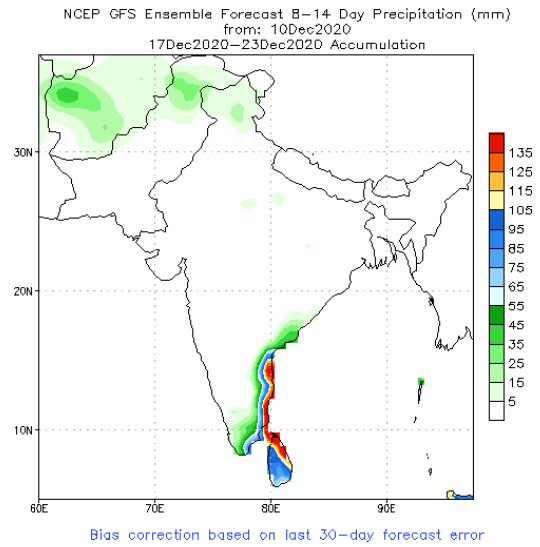 NCEP GFS Ensemble Forecast 8-14 Day Precipitation (mm)
from: 10Dec2020
17Dec2020-23Dec2020 Accumulation
30N
20N
10N
60E
70E
80E
90E
135
125
115
105
95
85
75
65
55
45
35
25
15
5
Bias correction based on last 30-day forecast error